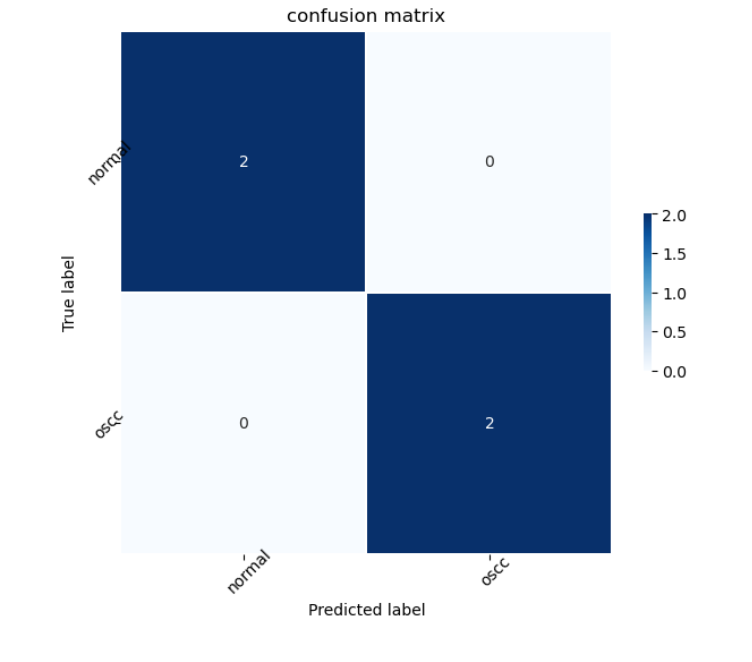 confusion matrix
normal
2
0
2.0
1.5
1.0
0.5
0.0
True label
oscc
0
2
normal
oscc
Predicted label